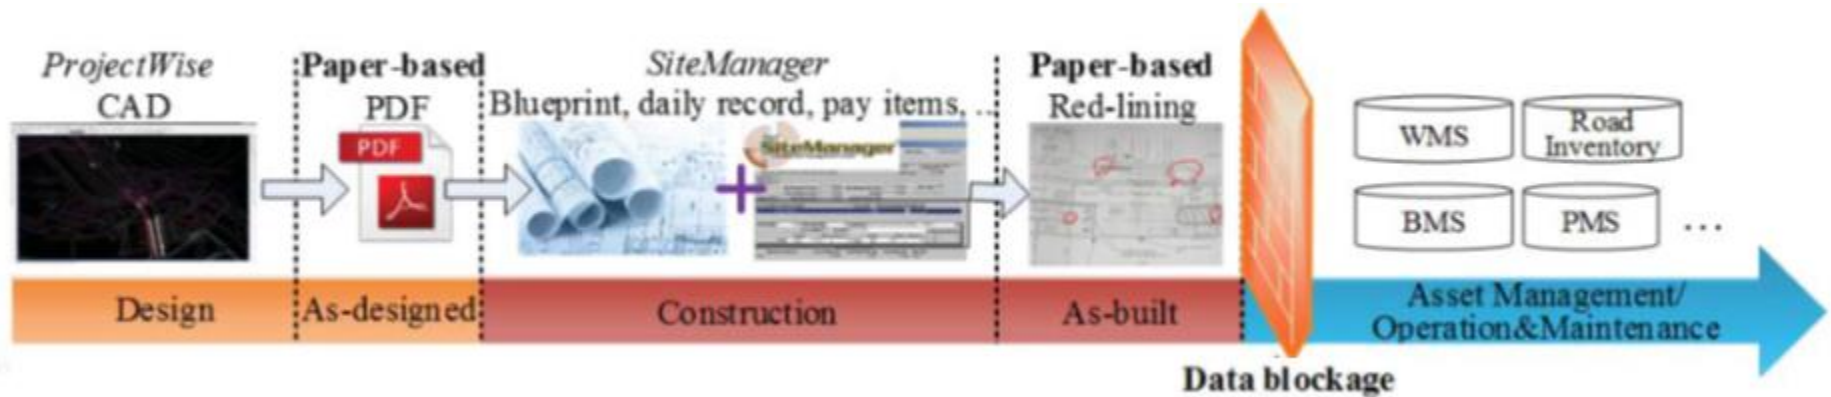 ProjectWise
CAD
Paper-based
PDF
PDF
SiteManager
Blueprint, daily record, pay items, ..
SiteManager
+
Paper-based
Red-lining
WMS
Road
Inventory
BMS
PMS
...
Design
As-designed
Construction
As-built
Asset Management/
Operation&Maintenance
Data blockage